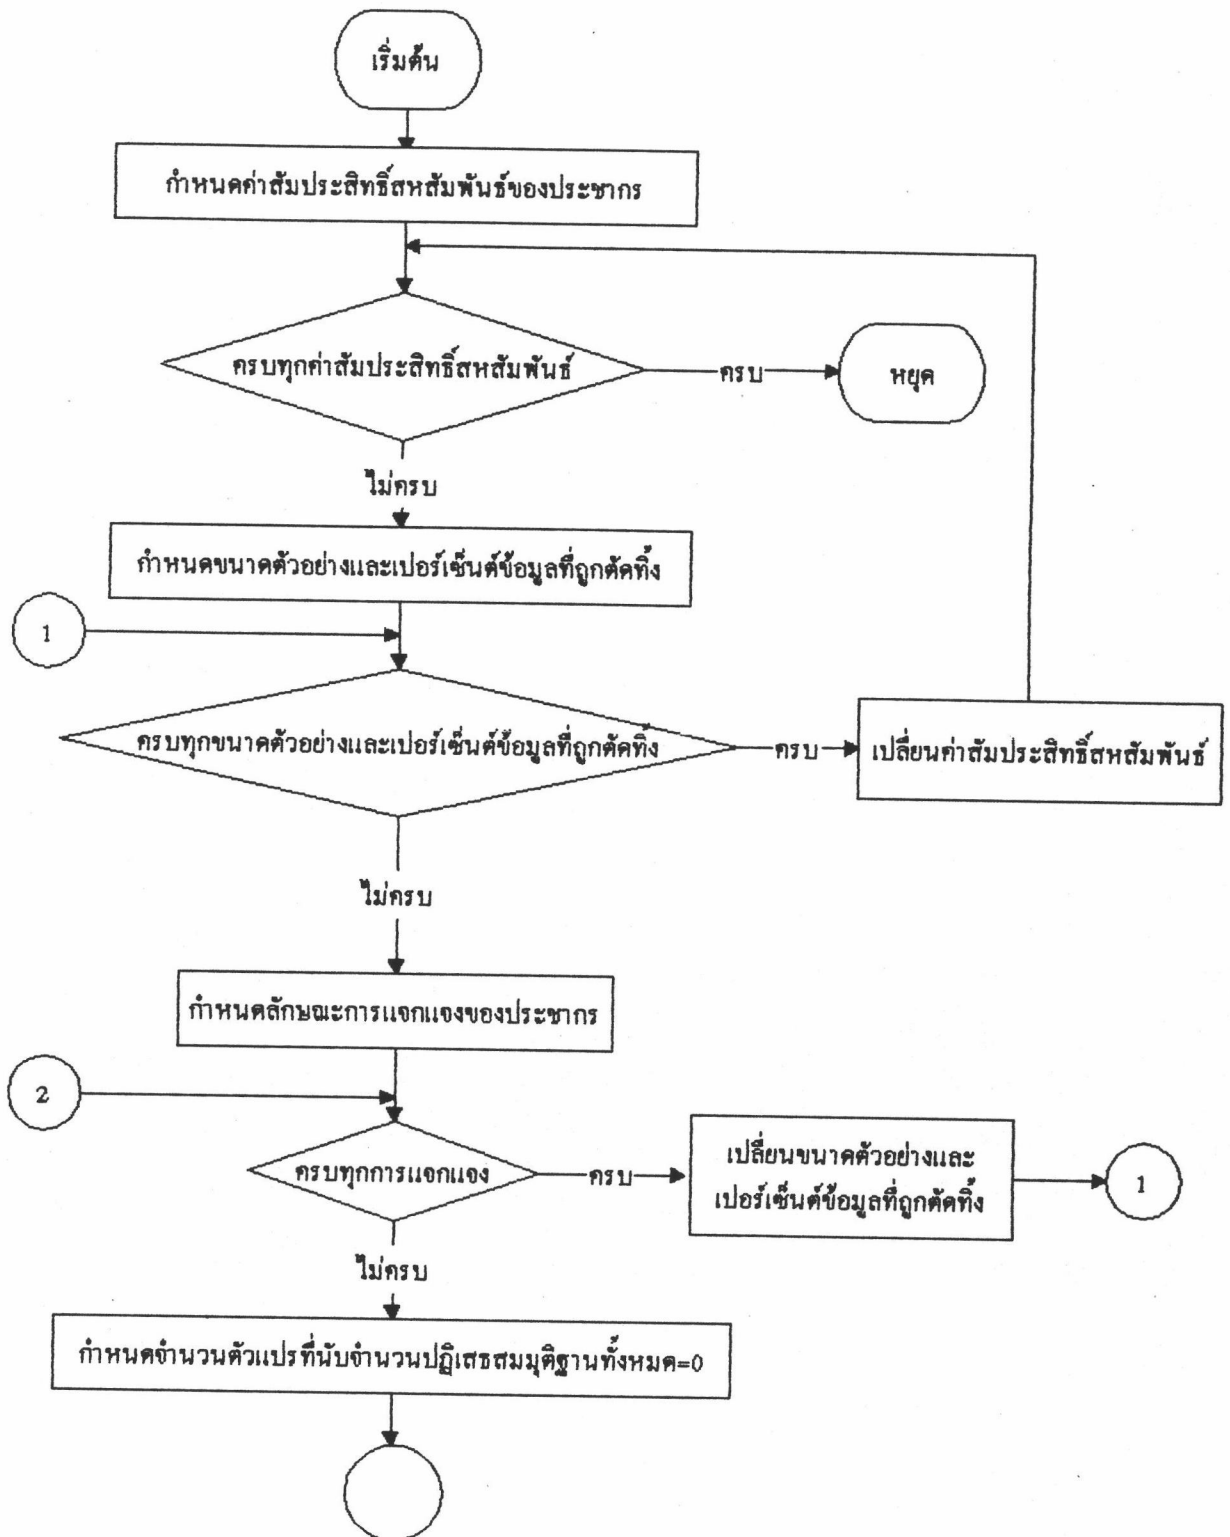 เริ่มต้น
กำหนดค่าสัมประสิทธิ์สหสัมพันธ์ของประชากร
ครบทุกค่าสัมประสิทธิ์สหสัมพันธ์
ครบ
หยุด
ไม่ครบ
กำหนดขนาดตัวอย่างและเปอร์เซ็นต์ข้อมูลที่ถูกตัดทิ้ง
1
ครบทุกขนาดตัวอย่างและเปอร์เซ็นต์ข้อมูลที่ถูกตัดทิ้ง
ครบ
เปลี่ยนค่าสัมประสิทธิ์สหสัมพันธ์
ไม่ครบ
กำหนดลักษณะการแจกแจงของประชากร
2
ครบทุกการแจกแจง
ครบ
เปลี่ยนขนาดตัวอย่างและ
เปอร์เซ็นต์ข้อมูลที่ถูกตัดทิ้ง
1
ไม่ครบ
กำหนดจำนวนตัวแปรที่นับจำนวนปฏิเสธสมมุติฐานทั้งหมด=0